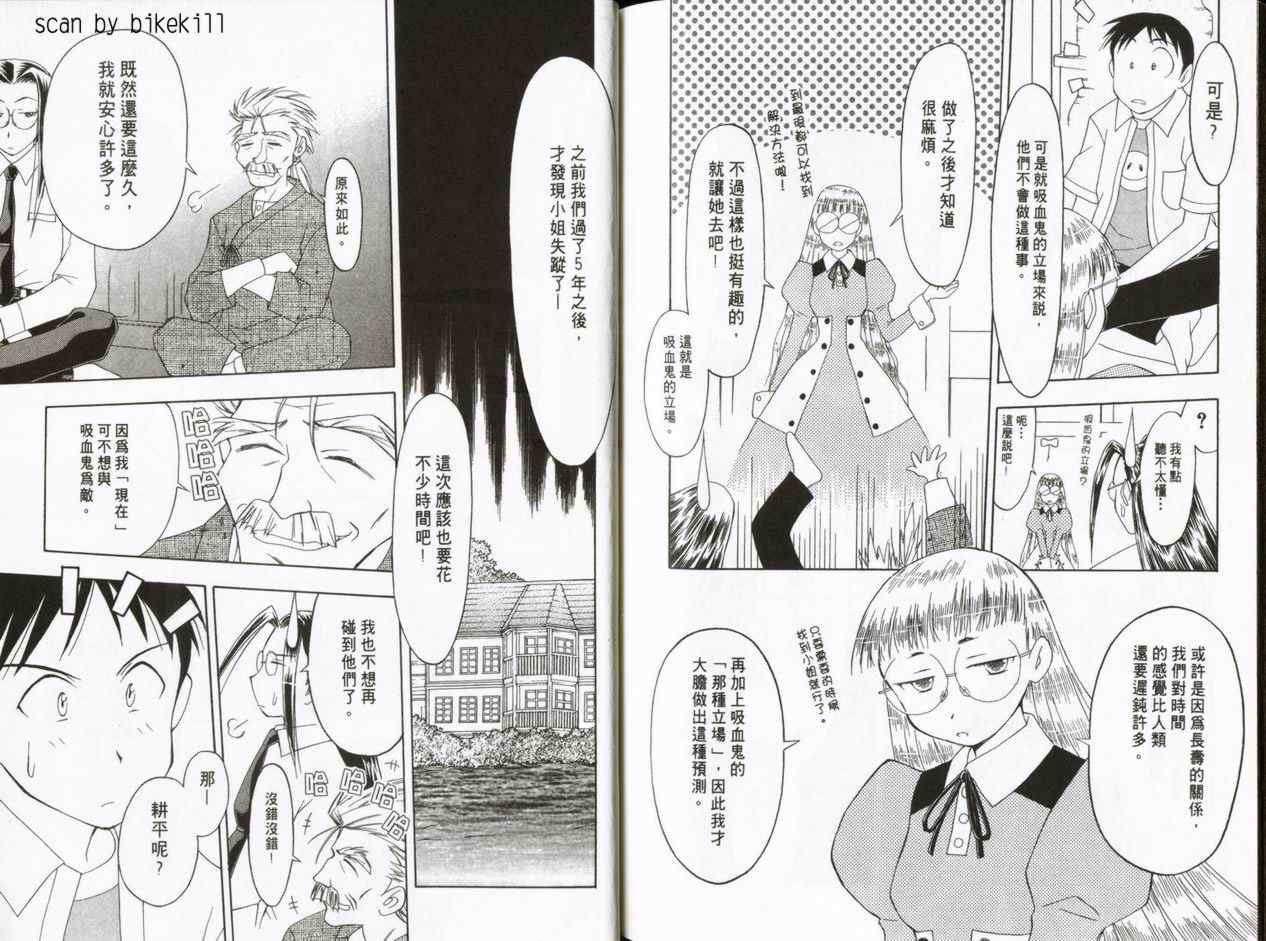 scan by bikekill
可是？
可是就吸血鬼的立場來說，
他們不會做這種事。
做了之後才知道
很麻煩。
到最後都可以找到
解決方法啦！
不過這樣也挺有趣的，
就讓她去吧！
這就是
吸血鬼的立場。
？
我有點
聽不太懂…
吸血鬼的立場？
呃…
這麼說吧！
或許是因為長壽的關係，
我們對時間
的感覺比人類
還要遲鈍許多。
只要需要的時候
找到小姐就行了。
再加上吸血鬼的
「那種立場」，因此我才
大膽做出這種預測。
之前我們過了5年之後，
才發現小姐失蹤了—
這次應該也要花
不少時間吧！
原來如此。
既然還要這麼久，
我就安心許多了。
哈哈哈哈
因為我「現在」
可不想與
吸血鬼為敵。
我也不想再
碰到他們了。
哈哈哈哈
沒錯沒錯！
那—
耕平呢？